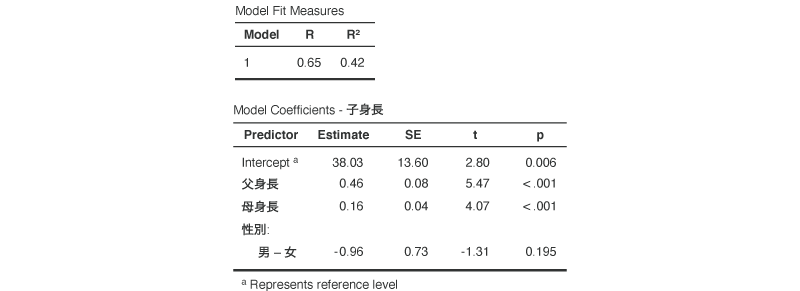 Model Fit Measures
Model R R²
1 0.65 0.42
Model Coefficients - 子身長
Predictor Estimate SE t p
Intercept ᵃ 38.03 13.60 2.80 0.006
父身長 0.46 0.08 5.47 <.001
母身長 0.16 0.04 4.07 <.001
性別:
男 – 女 -0.96 0.73 -1.31 0.195
ᵃ Represents reference level